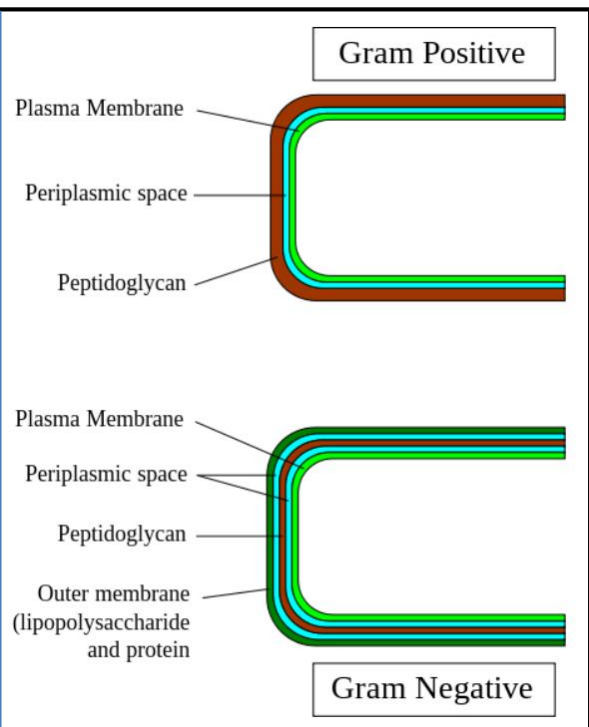 Gram Positive
Plasma Membrane
Periplasmic space
Peptidoglycan
Plasma Membrane
Periplasmic space
Peptidoglycan
Outer membrane
(lipopolysaccharide
and protein
Gram Negative